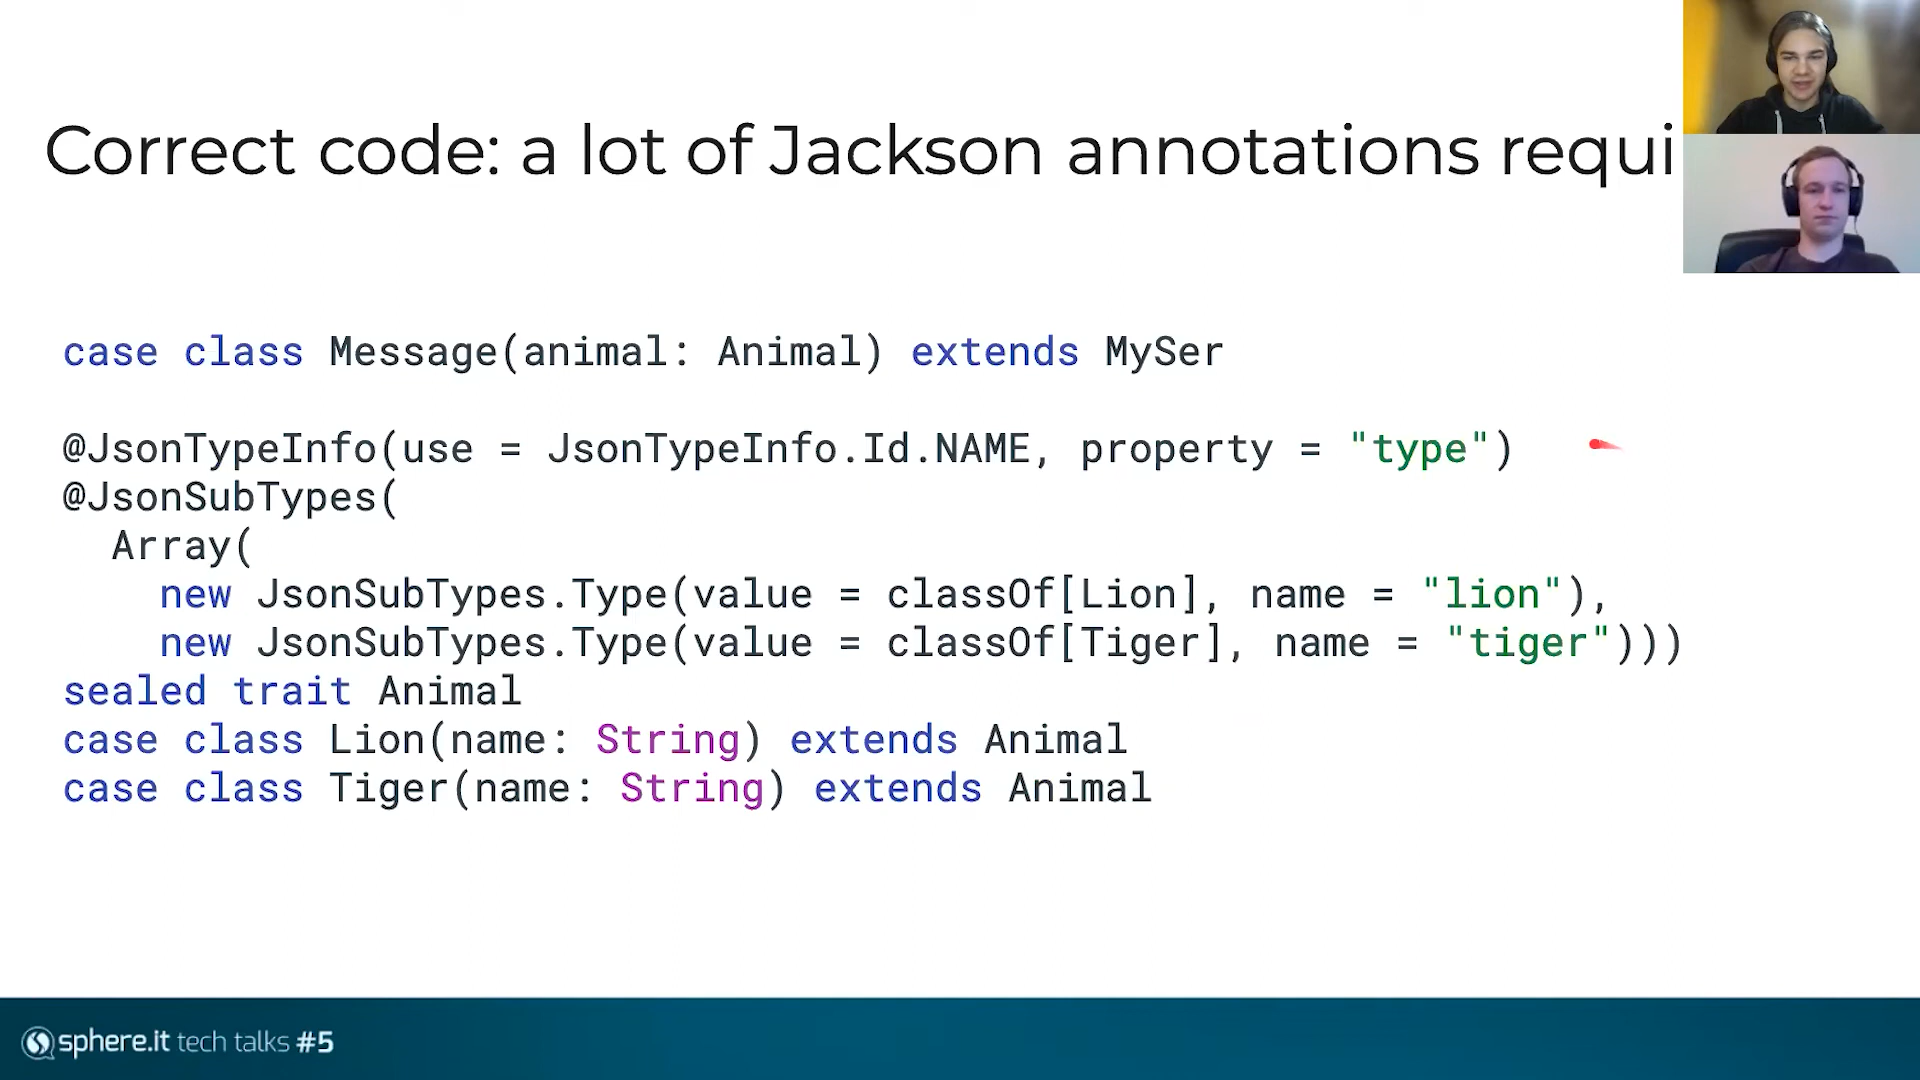 Correct code: a lot of Jackson annotations requi
case class Message(animal: Animal) extends MySer
@JsonTypeInfo(use = JsonTypeInfo.Id.NAME, property = "type")
@JsonSubTypes(
Array(
new JsonSubTypes.Type(value = classOf[Lion], name = "lion"),
new JsonSubTypes.Type(value = classOf[Tiger], name = "tiger")))
sealed trait Animal
case class Lion(name: String) extends Animal
case class Tiger(name: String) extends Animal
sphere.it tech talks #5